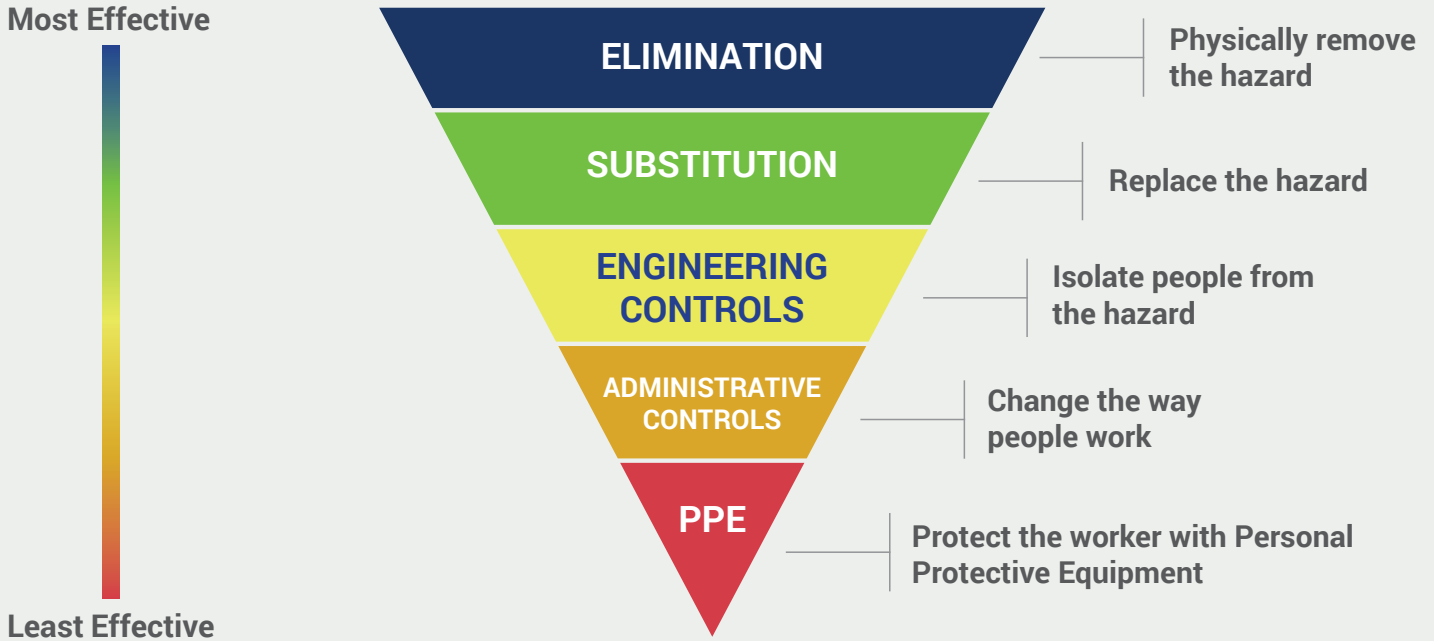 Most Effective
ELIMINATION
Physically remove
the hazard
SUBSTITUTION
Replace the hazard
ENGINEERING
CONTROLS
Isolate people from
the hazard
ADMINISTRATIVE
CONTROLS
Change the way
people work
PPE
Protect the worker with Personal
Protective Equipment
Least Effective